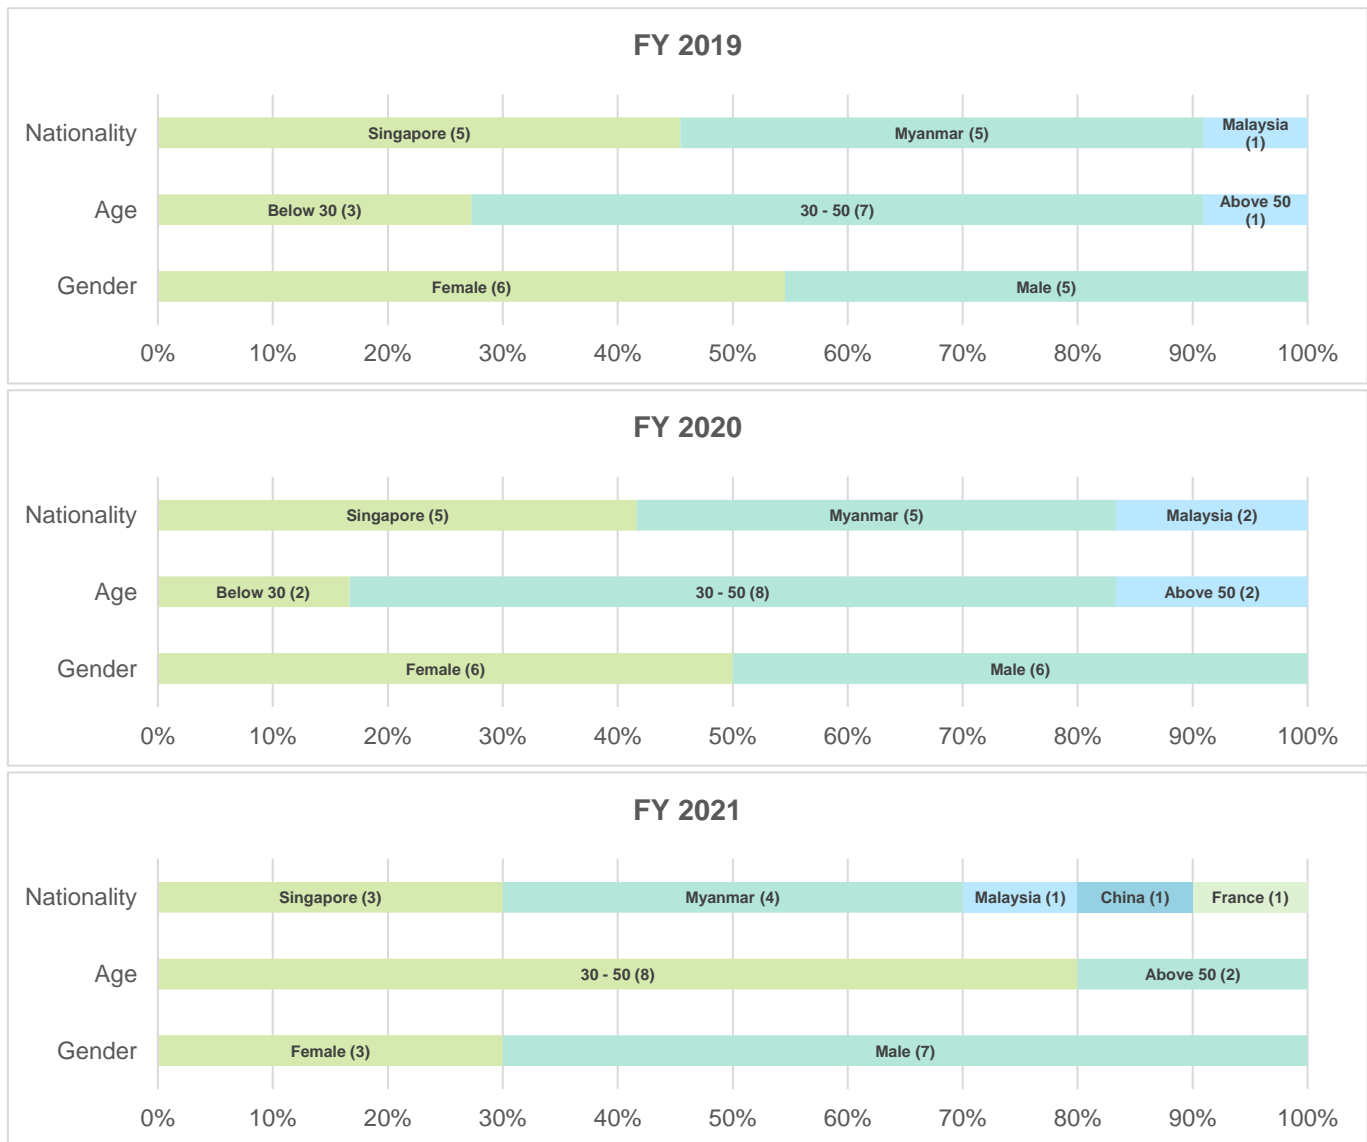 FY 2019
Nationality
Singapore (5)
Myanmar (5)
Malaysia
(1)
Age
Below 30 (3)
30 - 50 (7)
Above 50
(1)
Gender
Female (6)
Male (5)
0% 10% 20% 30% 40% 50% 60% 70% 80% 90% 100%
FY 2020
Nationality
Singapore (5)
Myanmar (5)
Malaysia (2)
Age
Below 30 (2)
30 - 50 (8)
Above 50 (2)
Gender
Female (6)
Male (6)
0% 10% 20% 30% 40% 50% 60% 70% 80% 90% 100%
FY 2021
Nationality
Singapore (3)
Myanmar (4)
Malaysia (1)
China (1)
France (1)
Age
30 - 50 (8)
Above 50 (2)
Gender
Female (3)
Male (7)
0% 10% 20% 30% 40% 50% 60% 70% 80% 90% 100%